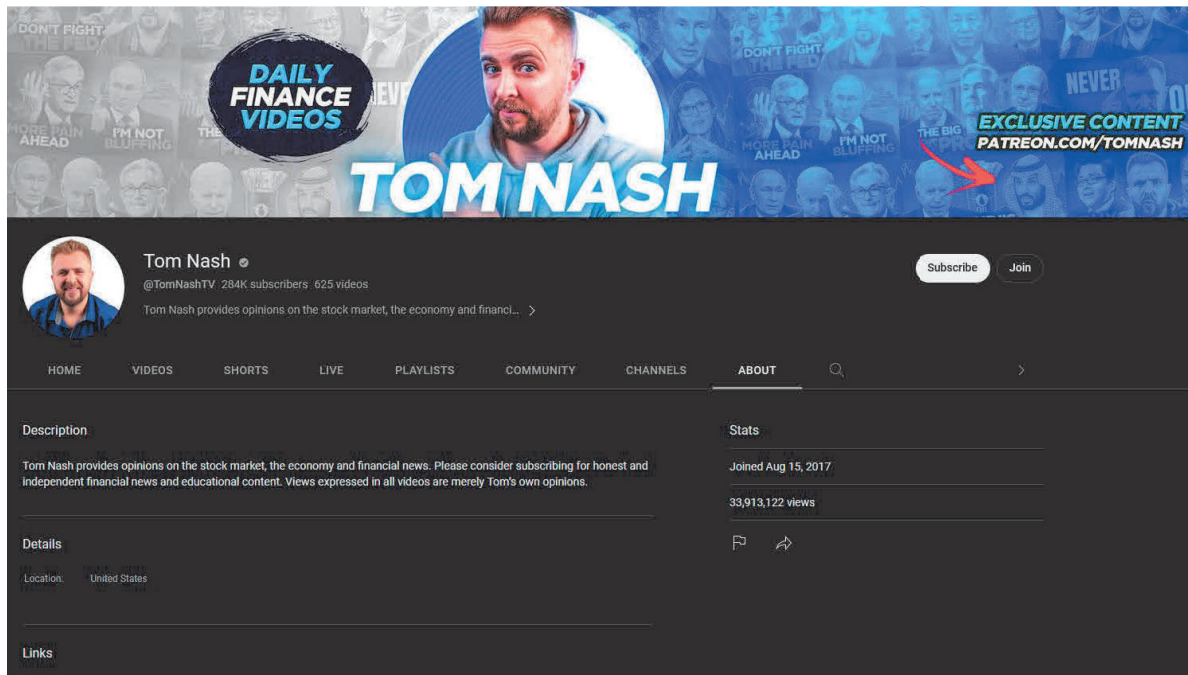 DON'T FIGHT
THE FED
DAILY
FINANCE
VIDEOS
MORE PAIN
AHEAD
I'M NOT
BLUFFING
DON'T FIGHT
THE FED
NEVER
MORE PAIN
AHEAD
I'M NOT
BLUFFING
THE BIG
EXCLUSIVE CONTENT
PATREON.COM/TOMNASH
TOM NASH
Tom Nash
@TomNashTV 284K subscribers 625 videos
Tom Nash provides opinions on the stock market, the economy and financi...
Subscribe
Join
HOME VIDEOS SHORTS LIVE PLAYLISTS COMMUNITY CHANNELS ABOUT
Description
Tom Nash provides opinions on the stock market, the economy and financial news. Please consider subscribing for honest and
independent financial news and educational content. Views expressed in all videos are merely Tom's own opinions.
Details
Location: United States
Links
Stats
Joined Aug 15, 2017
33,913,122 views